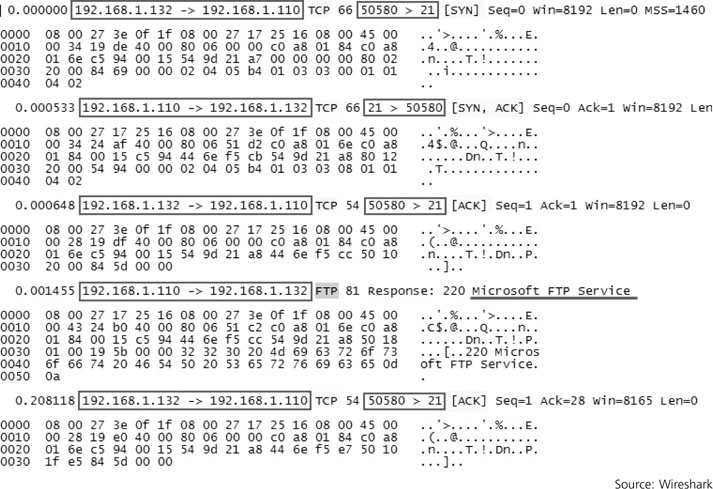 0.000000 192.168.1.132 -> 192.168.1.110 TCP 66 50580 > 21 [SYN] Seq=0 Win=8192 Len=0 MSS=1460
0000 08 00 27 3e 0f 1f 08 00 27 17 25 16 08 00 45 00 ..'>....'.%...E.
0010 00 34 19 de 40 00 80 06 00 00 c0 a8 01 84 c0 a8 .4..@...........
0020 01 6e c5 94 00 15 54 9d 21 a7 00 00 00 00 80 02 .n....T.!.......
0030 20 00 84 69 00 00 02 04 05 b4 01 03 03 00 01 01 ..i............
0040 04 02 ..
0.000533 192.168.1.110 -> 192.168.1.132 TCP 66 21 > 50580 [SYN, ACK] Seq=0 Ack=1 Win=8192 Len
0000 08 00 27 17 25 16 08 00 27 3e 0f 1f 08 00 45 00 ..'.%...'>....E.
0010 00 34 24 af 40 00 80 06 51 d2 c0 a8 01 6e c0 a8 .4$.@...Q....n..
0020 01 84 00 15 c5 94 44 6e f5 cb 54 9d 21 a8 80 12 ......Dn..T.!...
0030 20 00 54 94 00 00 02 04 05 b4 01 03 03 08 01 01 .T.............
0040 04 02 ..
0.000648 192.168.1.132 -> 192.168.1.110 TCP 54 50580 > 21 [ACK] Seq=1 Ack=1 Win=8192 Len=0
0000 08 00 27 3e 0f 1f 08 00 27 17 25 16 08 00 45 00 ..'>....'.%...E.
0010 00 28 19 df 40 00 80 06 00 00 c0 a8 01 84 c0 a8 .(..@...........
0020 01 6e c5 94 00 15 54 9d 21 a8 44 6e f5 cc 50 10 .n....T.!.Dn..P.
0030 20 00 84 5d 00 00 ..]..
0.001455 192.168.1.110 -> 192.168.1.132 FTP 81 Response: 220 Microsoft FTP Service
0000 08 00 27 17 25 16 08 00 27 3e 0f 1f 08 00 45 00 ..'.%...'>....E.
0010 00 43 24 b0 40 00 80 06 51 c2 c0 a8 01 6e c0 a8 .C$.@...Q....n..
0020 01 84 00 15 c5 94 44 6e f5 cc 54 9d 21 a8 50 18 ......Dn..T.!.P.
0030 01 00 19 5b 00 00 32 32 30 20 4d 69 63 72 6f 73 ...[..220 Micros
0040 6f 66 74 20 46 54 50 20 53 65 72 76 69 63 65 0d oft FTP Service.
0050 0a .
0.208118 192.168.1.132 -> 192.168.1.110 TCP 54 50580 > 21 [ACK] Seq=1 Ack=28 Win=8165 Len=0
0000 08 00 27 3e 0f 1f 08 00 27 17 25 16 08 00 45 00 ..'>....'.%...E.
0010 00 28 19 e0 40 00 80 06 00 00 c0 a8 01 84 c0 a8 .(..@...........
0020 01 6e c5 94 00 15 54 9d 21 a8 44 6e f5 e7 50 10 .n....T.!.Dn..P.
0030 1f e5 84 5d 00 00 ...]..
Source: Wireshark